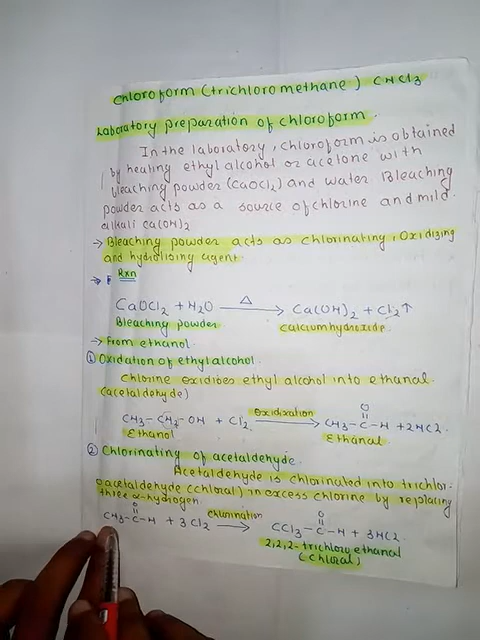 Chloroform (trichloromethane) CHCl3
Laboratory preparation of chloroform.
In the laboratory, chloroform is obtained
by heating ethyl alcohol or acetone with
bleaching powder (CaOCl2) and water. Bleaching
powder acts as a source of chlorine and mild
alkali Ca(OH)2
→ Bleaching powder acts as chlorinating, Oxidizing
and hydrolising agent.
→ Rxn
CaOCl2 + H2O —Δ→ Ca(OH)2 + Cl2↑
Bleaching powder calcium hydroxide.
→ From ethanol.
① Oxidation of ethyl alcohol.
Chlorine oxidises ethyl alcohol into ethanal.
(acetaldehyde)
CH3-CH2-OH + Cl2 —Oxidisation→ CH3-C(=O)-H + 2HCl.
Ethanol Ethanal
② Chlorinating of acetaldehyde.
Acetaldehyde is chlorinated into trichlor-
oacetaldehyde (chloral) in excess chlorine by replacing
three α-hydrogen.
CH3-C(=O)-H + 3Cl2 → CCl3-C(=O)-H + 3HCl.
2,2,2-trichloroethanal
(chloral)